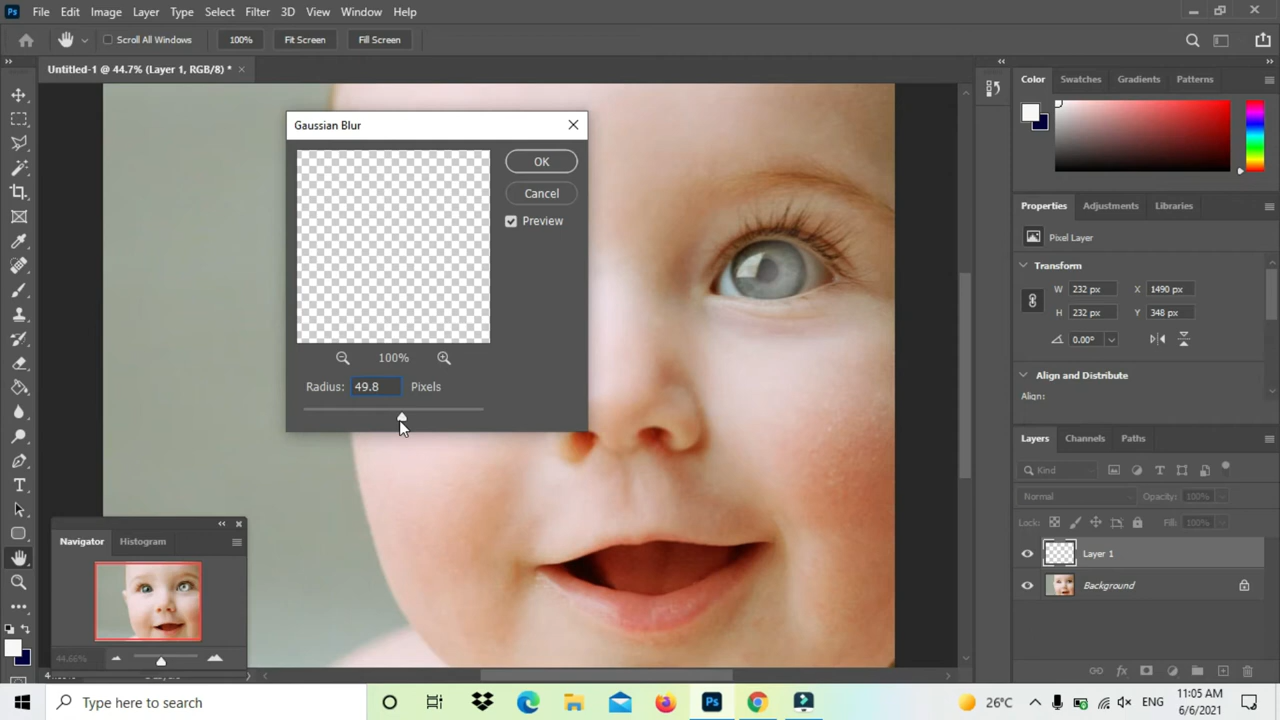 Ps File Edit Image Layer Type Select Filter 3D View Window Help
Scroll All Windows 100% Fit Screen Fill Screen
Untitled-1 @ 44.7% (Layer 1, RGB/8) *
Gaussian Blur
OK
Cancel
Preview
100%
Radius: 49.8 Pixels
Color Swatches Gradients Patterns
Properties Adjustments Libraries
Pixel Layer
Transform
W 232 px X 1490 px
H 232 px Y 348 px
0.00°
Align and Distribute
Align:
Layers Channels Paths
Kind
Normal Opacity: 100%
Lock: Fill: 100%
Layer 1
Background
Navigator Histogram
44.66%
Type here to search
Ps
26°C
ENG
11:05 AM
6/6/2021